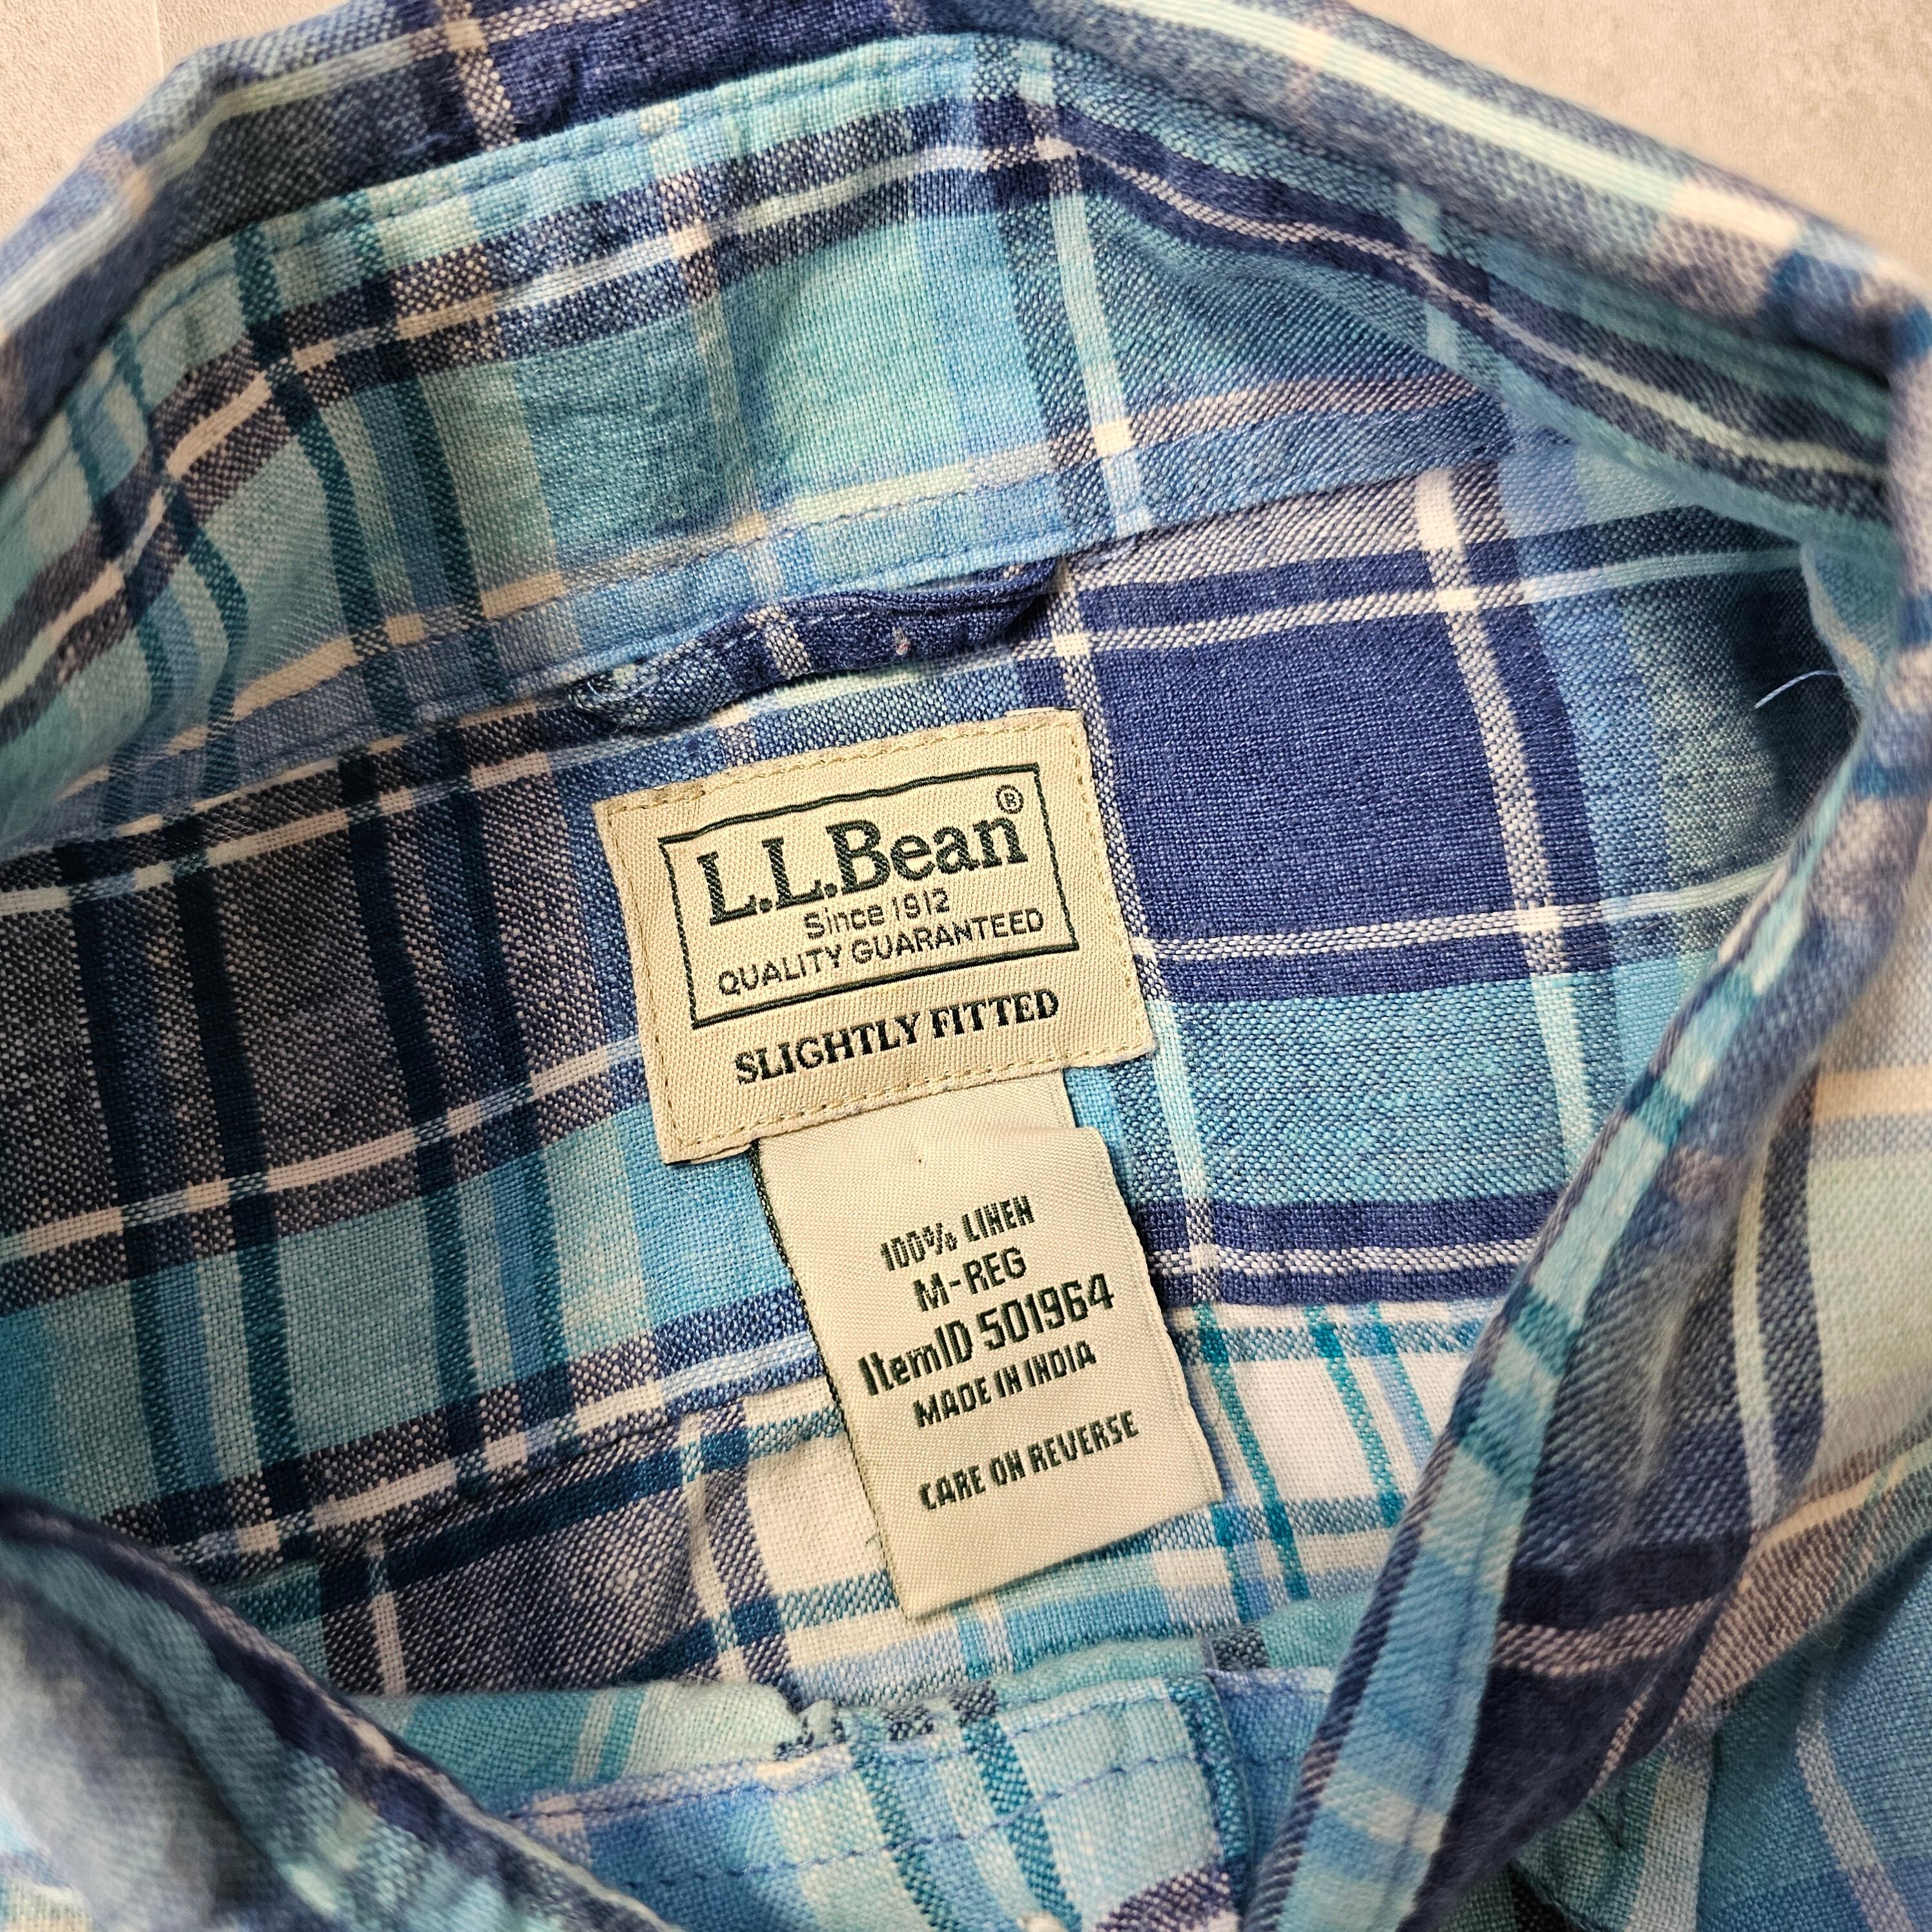 L.L.Bean®
Since 1912
QUALITY GUARANTEED
SLIGHTLY FITTED
100% LINEN
M-REG
ItemID 501964
MADE IN INDIA
CARE ON REVERSE